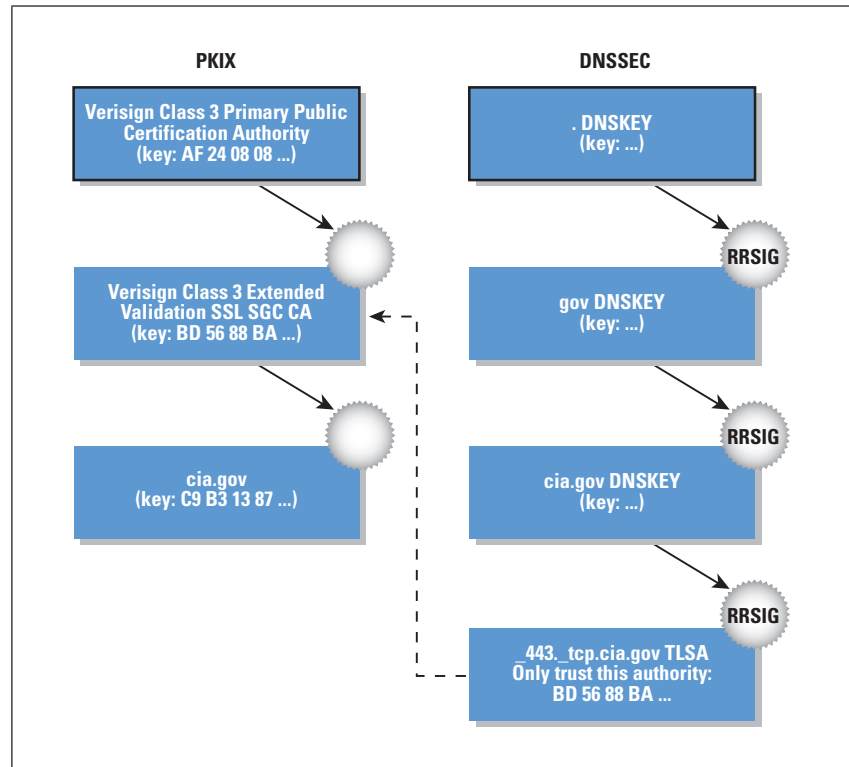 PKIX
Verisign Class 3 Primary Public
Certification Authority
(key: AF 24 08 08 ...)
Verisign Class 3 Extended
Validation SSL SGC CA
(key: BD 56 88 BA ...)
cia.gov
(key: C9 B3 13 87 ...)
DNSSEC
. DNSKEY
(key: ...)
RRSIG
gov DNSKEY
(key: ...)
RRSIG
cia.gov DNSKEY
(key: ...)
RRSIG
_443._tcp.cia.gov TLSA
Only trust this authority:
BD 56 88 BA ...